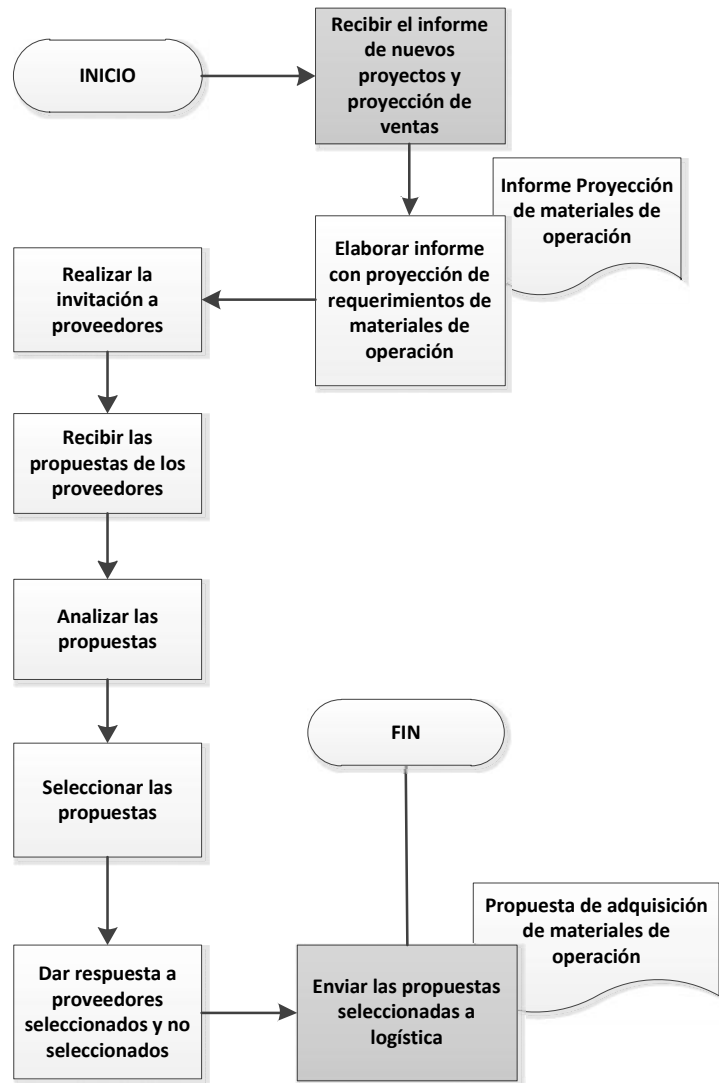 INICIO
Recibir el informe
de nuevos
proyectos y
proyección de
ventas
Informe Proyección
de materiales de
operación
Elaborar informe
con proyección de
requerimientos de
materiales de
operación
Realizar la
invitación a
proveedores
Recibir las
propuestas de los
proveedores
Analizar las
propuestas
Seleccionar las
propuestas
Dar respuesta a
proveedores
seleccionados y no
seleccionados
Enviar las propuestas
seleccionadas a
logística
Propuesta de adquisición
de materiales de
operación
FIN